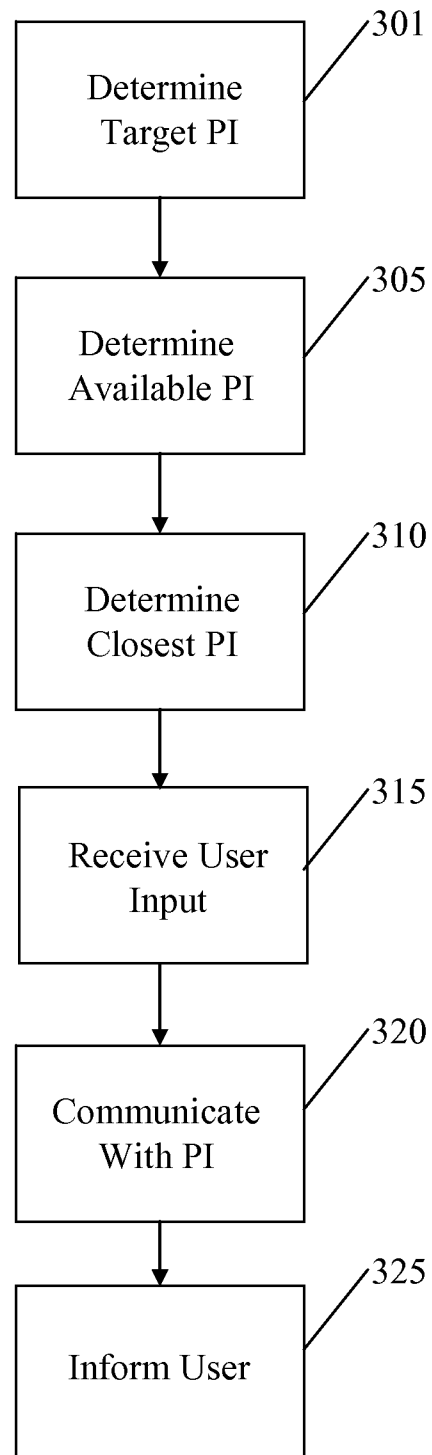 301
Determine
Target PI
305
Determine
Available PI
310
Determine
Closest PI
315
Receive User
Input
320
Communicate
With PI
325
Inform User